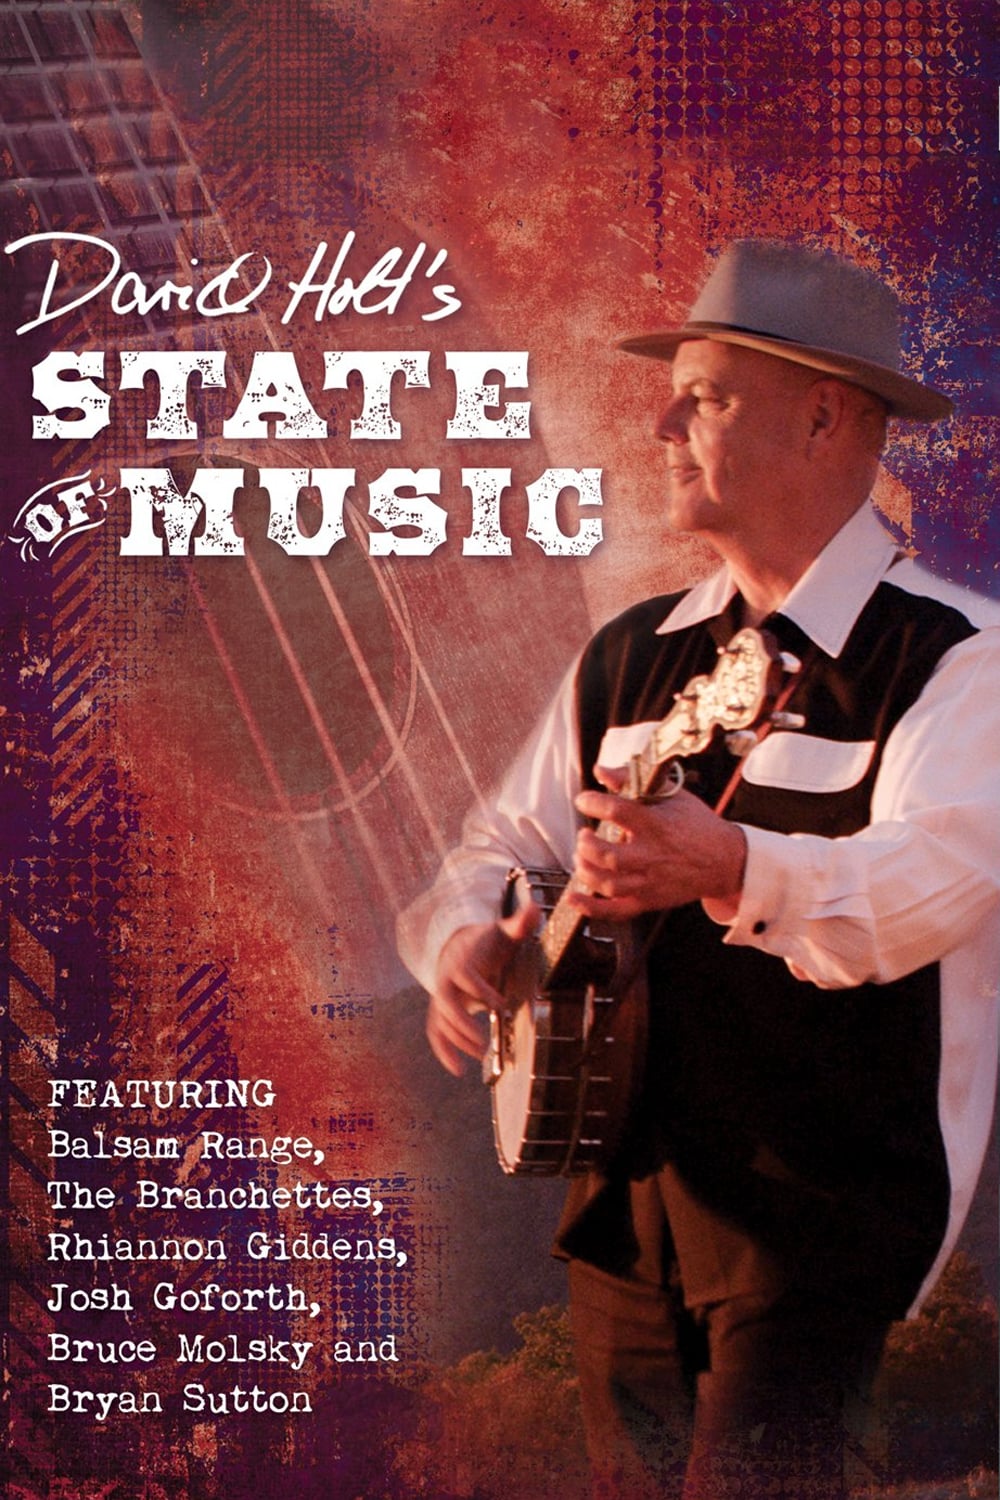 David Holt's
STATE
OF MUSIC
FEATURING
Balsam Range,
The Branchettes,
Rhiannon Giddens,
Josh Goforth,
Bruce Molsky and
Bryan Sutton